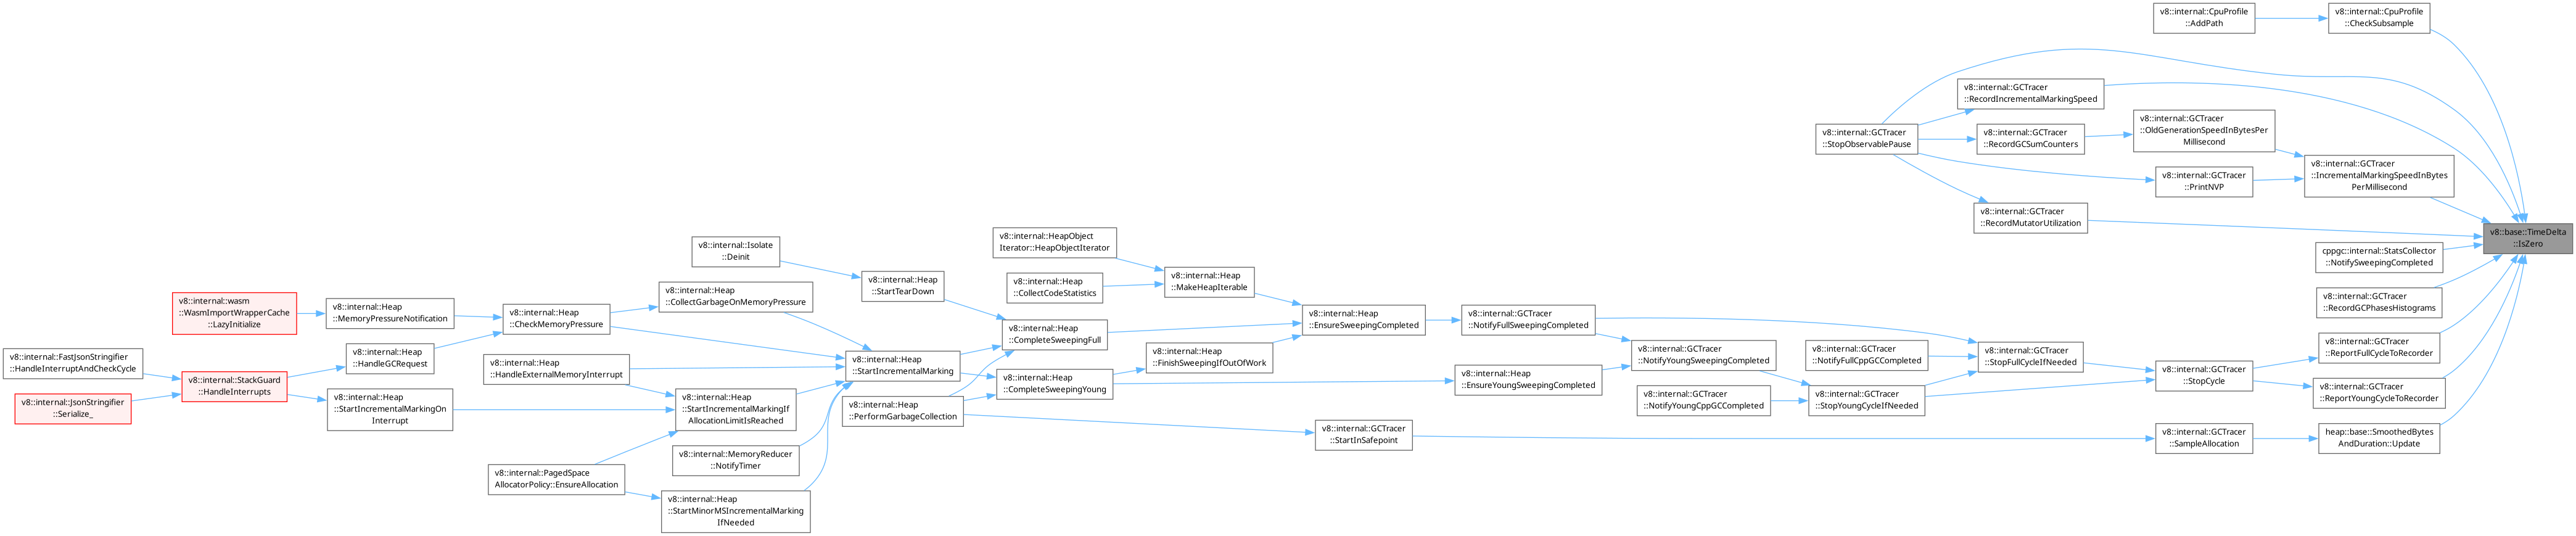 v8::internal::CpuProfile
::AddPath
v8::internal::CpuProfile
::CheckSubsample
v8::internal::GCTracer
::RecordIncrementalMarkingSpeed
v8::internal::GCTracer
::OldGenerationSpeedInBytesPer
Millisecond
v8::internal::GCTracer
::StopObservablePause
v8::internal::GCTracer
::RecordGCSumCounters
v8::internal::GCTracer
::IncrementalMarkingSpeedInBytes
PerMillisecond
v8::internal::GCTracer
::PrintNVP
v8::internal::GCTracer
::RecordMutatorUtilization
v8::base::TimeDelta
::IsZero
cppgc::internal::StatsCollector
::NotifySweepingCompleted
v8::internal::GCTracer
::RecordGCPhasesHistograms
v8::internal::GCTracer
::ReportFullCycleToRecorder
v8::internal::GCTracer
::ReportYoungCycleToRecorder
heap::base::SmoothedBytes
AndDuration::Update
v8::internal::GCTracer
::StopCycle
v8::internal::GCTracer
::SampleAllocation
v8::internal::GCTracer
::StopFullCycleIfNeeded
v8::internal::GCTracer
::StopYoungCycleIfNeeded
v8::internal::GCTracer
::NotifyFullCppGCCompleted
v8::internal::GCTracer
::NotifyYoungSweepingCompleted
v8::internal::GCTracer
::NotifyYoungCppGCCompleted
v8::internal::GCTracer
::NotifyFullSweepingCompleted
v8::internal::Heap
::EnsureYoungSweepingCompleted
v8::internal::GCTracer
::StartInSafepoint
v8::internal::Heap
::EnsureSweepingCompleted
v8::internal::Heap
::MakeHeapIterable
v8::internal::Heap
::FinishSweepingIfOutOfWork
v8::internal::HeapObject
Iterator::HeapObjectIterator
v8::internal::Heap
::CollectCodeStatistics
v8::internal::Heap
::CompleteSweepingFull
v8::internal::Heap
::CompleteSweepingYoung
v8::internal::Heap
::StartTearDown
v8::internal::Heap
::StartIncrementalMarking
v8::internal::Heap
::PerformGarbageCollection
v8::internal::Isolate
::Deinit
v8::internal::Heap
::CollectGarbageOnMemoryPressure
v8::internal::Heap
::StartIncrementalMarkingIf
AllocationLimitIsReached
v8::internal::MemoryReducer
::NotifyTimer
v8::internal::Heap
::StartMinorMSIncrementalMarking
IfNeeded
v8::internal::Heap
::CheckMemoryPressure
v8::internal::Heap
::HandleExternalMemoryInterrupt
v8::internal::PagedSpace
AllocatorPolicy::EnsureAllocation
v8::internal::Heap
::MemoryPressureNotification
v8::internal::Heap
::HandleGCRequest
v8::internal::Heap
::StartIncrementalMarkingOn
Interrupt
v8::internal::wasm
::WasmImportWrapperCache
::LazyInitialize
v8::internal::StackGuard
::HandleInterrupts
v8::internal::FastJsonStringifier
::HandleInterruptAndCheckCycle
v8::internal::JsonStringifier
::Serialize_